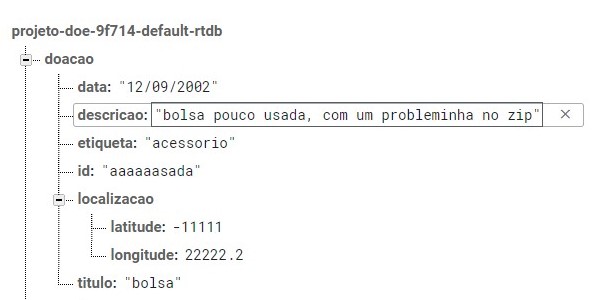 projeto-doe-9f714-default-rtdb
doacao
data: "12/09/2002"
descricao: "bolsa pouco usada, com um probleminha no zip"
etiqueta: "acessorio"
id: "aaaaaasada"
localizacao
latitude: -11111
longitude: 22222.2
titulo: "bolsa"